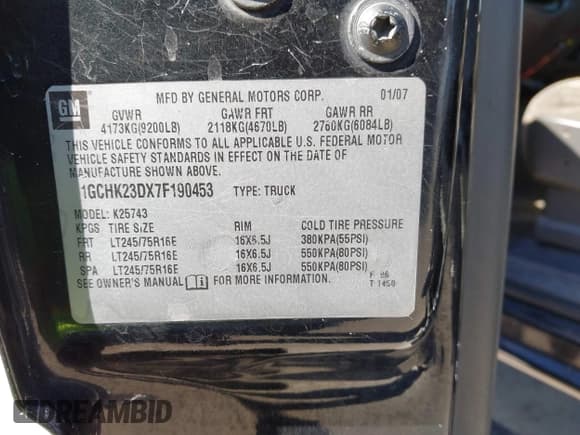 GM
MFD BY GENERAL MOTORS CORP. 01/07
GVWR GAWR FRT GAWR RR
4173KG(9200LB) 2118KG(4670LB) 2760KG(6084LB)
THIS VEHICLE CONFORMS TO ALL APPLICABLE U.S. FEDERAL MOTOR
VEHICLE SAFETY STANDARDS IN EFFECT ON THE DATE OF
MANUFACTURE SHOWN ABOVE.
1GCHK23DX7F190453 TYPE: TRUCK
MODEL: K25743
KPGS TIRE SIZE RIM COLD TIRE PRESSURE
FRT LT245/75R16E 16X6.5J 380KPA(55PSI)
RR LT245/75R16E 16X6.5J 550KPA(80PSI)
SPA LT245/75R16E 16X6.5J 550KPA(80PSI)
SEE OWNER'S MANUAL FOR MORE INFORMATION.
T:1450
DREAMBID